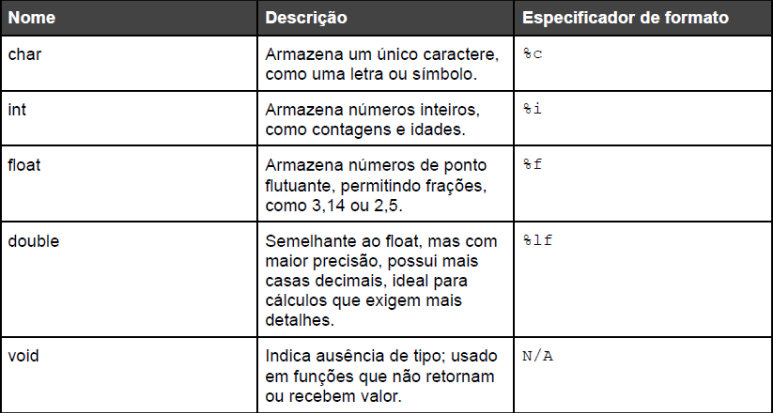 Nome Descrição Especificador de formato
char Armazena um único caractere, %c
como uma letra ou símbolo.
int Armazena números inteiros, %i
como contagens e idades.
float Armazena números de ponto %f
flutuante, permitindo frações,
como 3,14 ou 2,5.
double Semelhante ao float, mas com %lf
maior precisão, possui mais
casas decimais, ideal para
cálculos que exigem mais
detalhes.
void Indica ausência de tipo; usado N/A
em funções que não retornam
ou recebem valor.